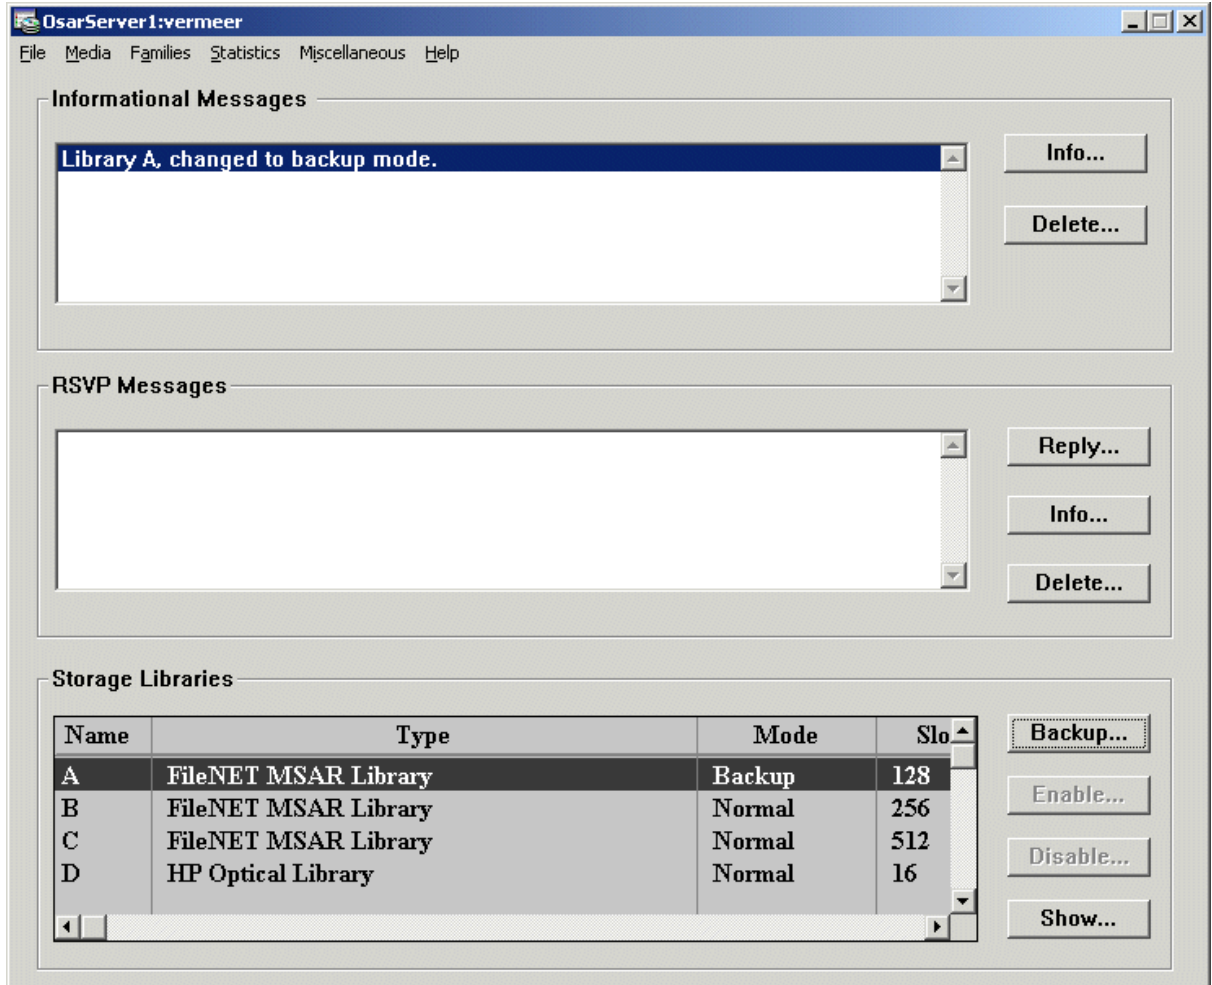 OsarServer1:vermeer
File Media Families Statistics Miscellaneous Help
Informational Messages
Library A, changed to backup mode.
Info...
Delete...
RSVP Messages
Reply...
Info...
Delete...
Storage Libraries
Name Type Mode Slo
A FileNET MSAR Library Backup 128
B FileNET MSAR Library Normal 256
C FileNET MSAR Library Normal 512
D HP Optical Library Normal 16
Backup...
Enable...
Disable...
Show...